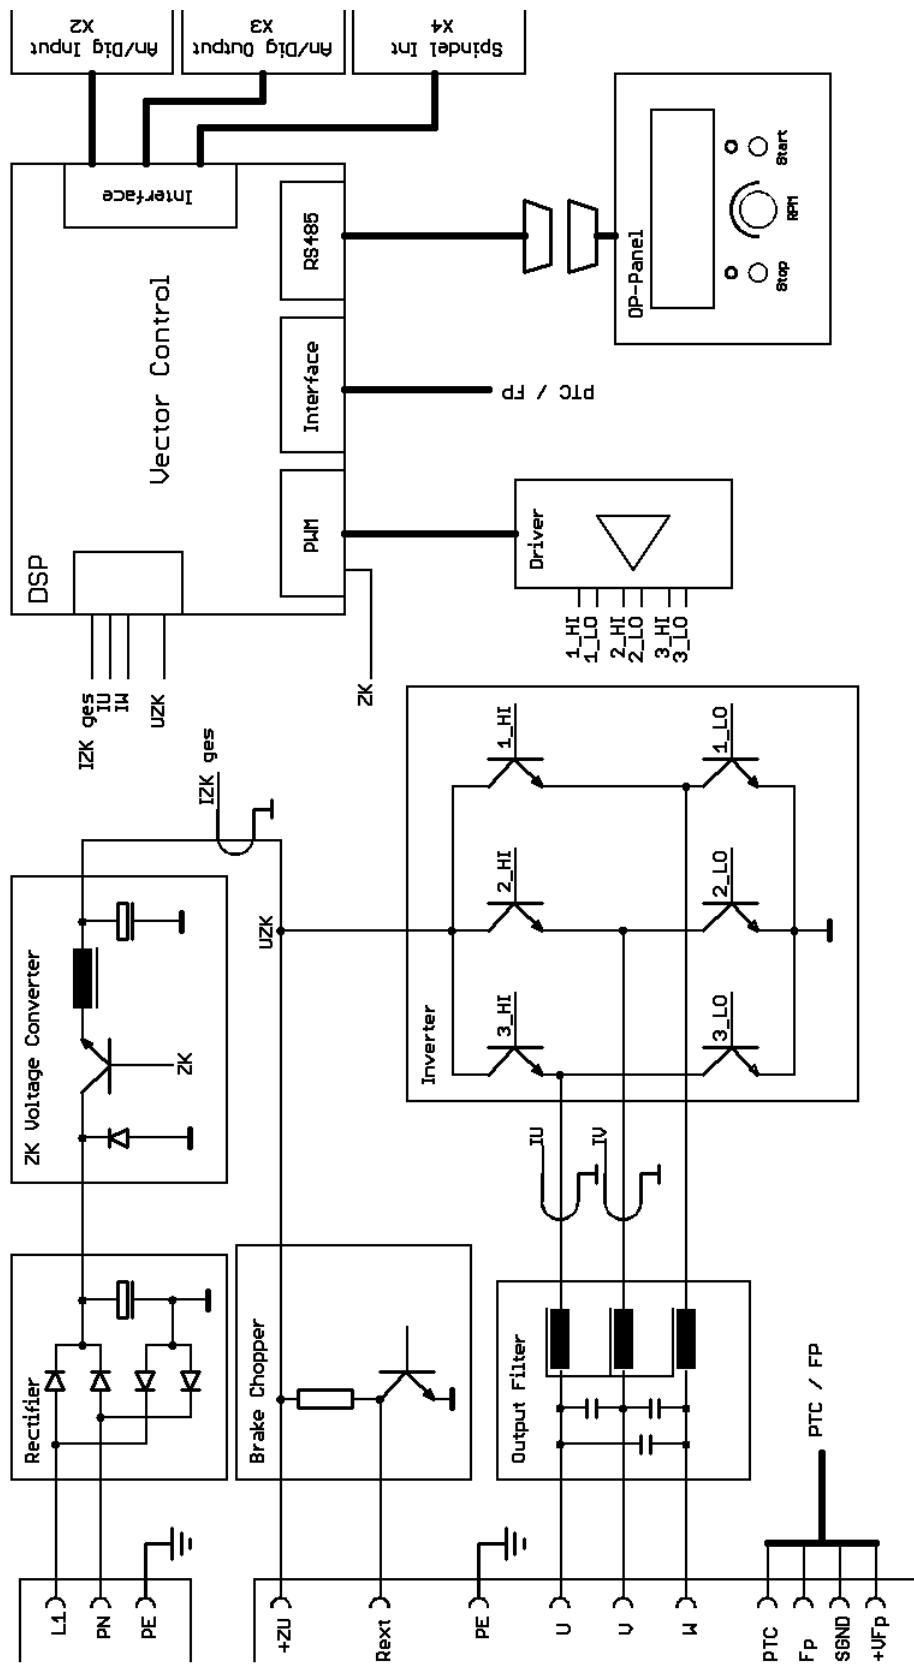 L1
PN
PE
Rectifier
ZK Voltage Converter
ZK
IZK ges
IZK ges
IU
UZK
DSP
Vector Control
Interface
An/Dig Input
X2
An/Dig Output
X3
Spindel Int
X4
+ZU
Rext
PE
Brake Chopper
UZK
ZK
PWM
Interface
RS485
U
V
W
Output Filter
IU
IV
Inverter
3_HI
2_HI
1_HI
3_LO
2_LO
1_LO
Driver
1_HI
1_LO
2_HI
2_LO
3_HI
3_LO
PTC / FP
OP-Panel
Stop
RPM
Start
PTC
Fp
SGND
+VFp
PTC / FP